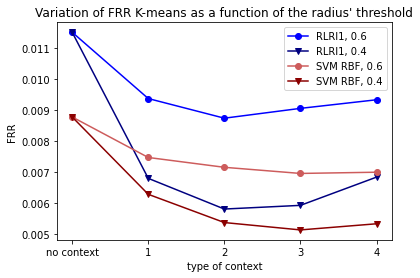 Variation of FRR K-means as a function of the radius' threshold
RLRI1, 0.6
RLRI1, 0.4
SVM RBF, 0.6
SVM RBF, 0.4
0.011
0.010
0.009
0.008
0.007
0.006
0.005
FRR
no context 1 2 3 4
type of context